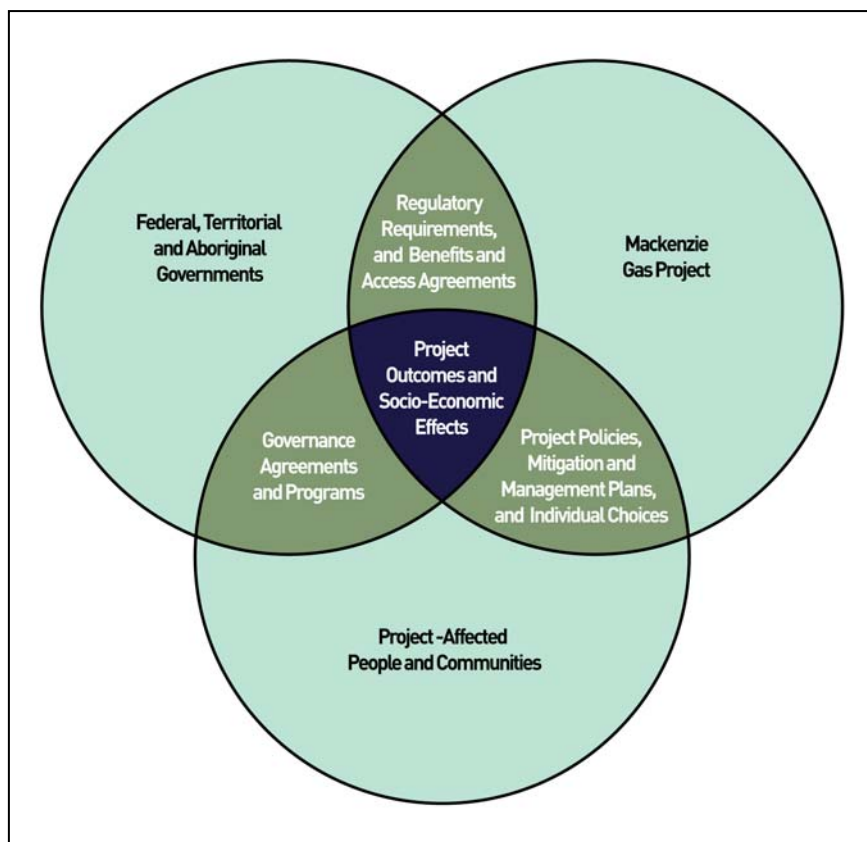 Federal, Territorial
and Aboriginal
Governments
Regulatory
Requirements,
and Benefits and
Access Agreements
Mackenzie
Gas Project
Project
Outcomes and
Socio-Economic
Effects
Governance
Agreements
and Programs
Project Policies,
Mitigation and
Management Plans,
and Individual Choices
Project -Affected
People and Communities